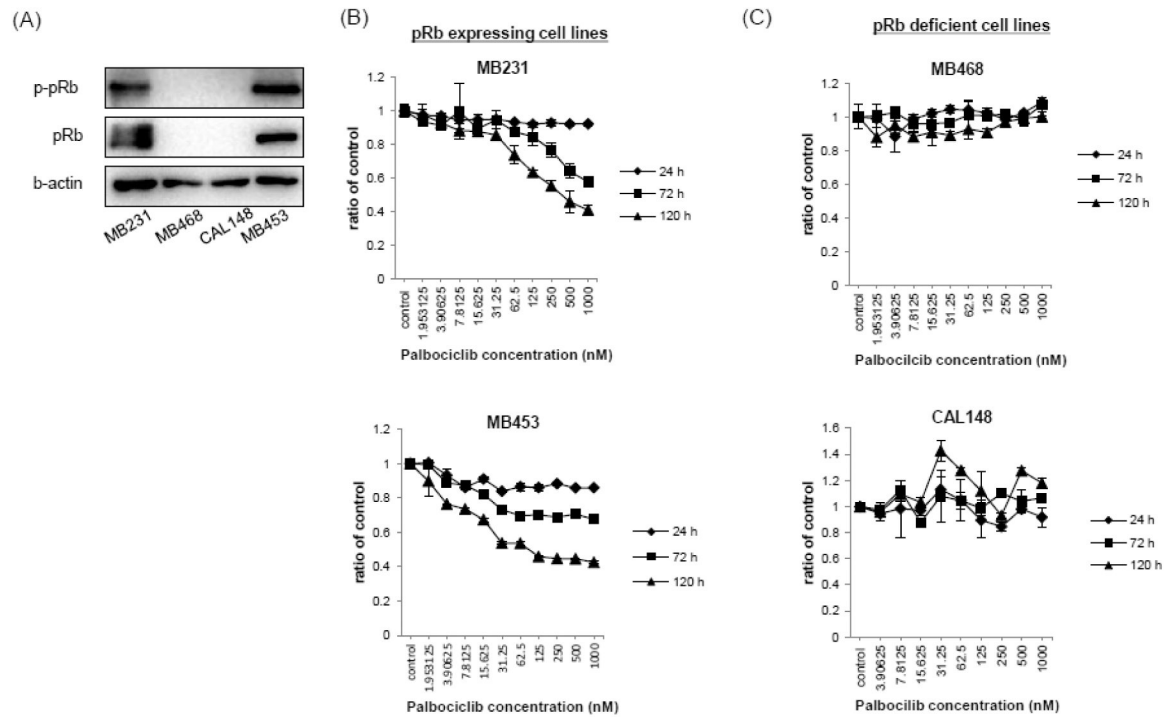 (A)
p-pRb
pRb
b-actin
MB231
MB468
CAL148
MB453
(B)
pRb expressing cell lines
MB231
ratio of control
1.2
1
0.8
0.6
0.4
0.2
0
control
1.953125
3.90625
7.8125
15.625
31.25
62.5
125
250
500
1000
Palbociclib concentration (nM)
24 h
72 h
120 h
MB453
ratio of control
1.2
1
0.8
0.6
0.4
0.2
0
control
1.953125
3.90625
7.8125
15.625
31.25
62.5
125
250
500
1000
Palbociclib concentration (nM)
24 h
72 h
120 h
(C)
pRb deficient cell lines
MB468
ratio of control
1.2
1
0.8
0.6
0.4
0.2
0
control
1.953125
3.90625
7.8125
15.625
31.25
62.5
125
250
500
1000
Palbocilcib concentration (nM)
24 h
72 h
120 h
CAL148
ratio of control
1.6
1.4
1.2
1
0.8
0.6
0.4
0.2
0
control
3.90625
7.8125
15.625
31.25
62.5
125
250
500
1000
Palbociclib concentration (nM)
24 h
72 h
120 h